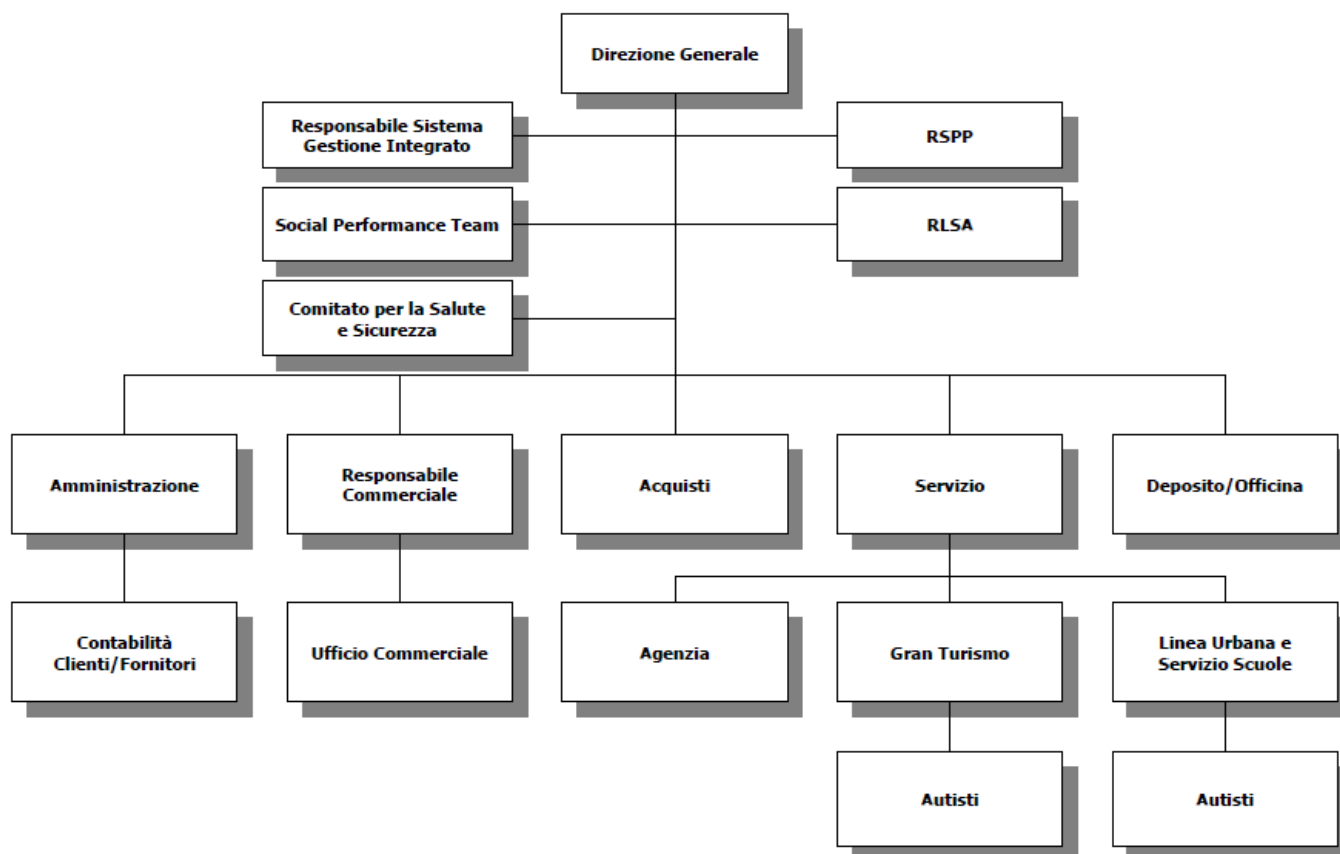 Direzione Generale
Responsabile Sistema
Gestione Integrato
RSPP
Social Performance Team
RLSA
Comitato per la Salute
e Sicurezza
Amministrazione
Responsabile
Commerciale
Acquisti
Servizio
Deposito/Officina
Contabilità
Clienti/Fornitori
Ufficio Commerciale
Agenzia
Gran Turismo
Linea Urbana e
Servizio Scuole
Autisti
Autisti